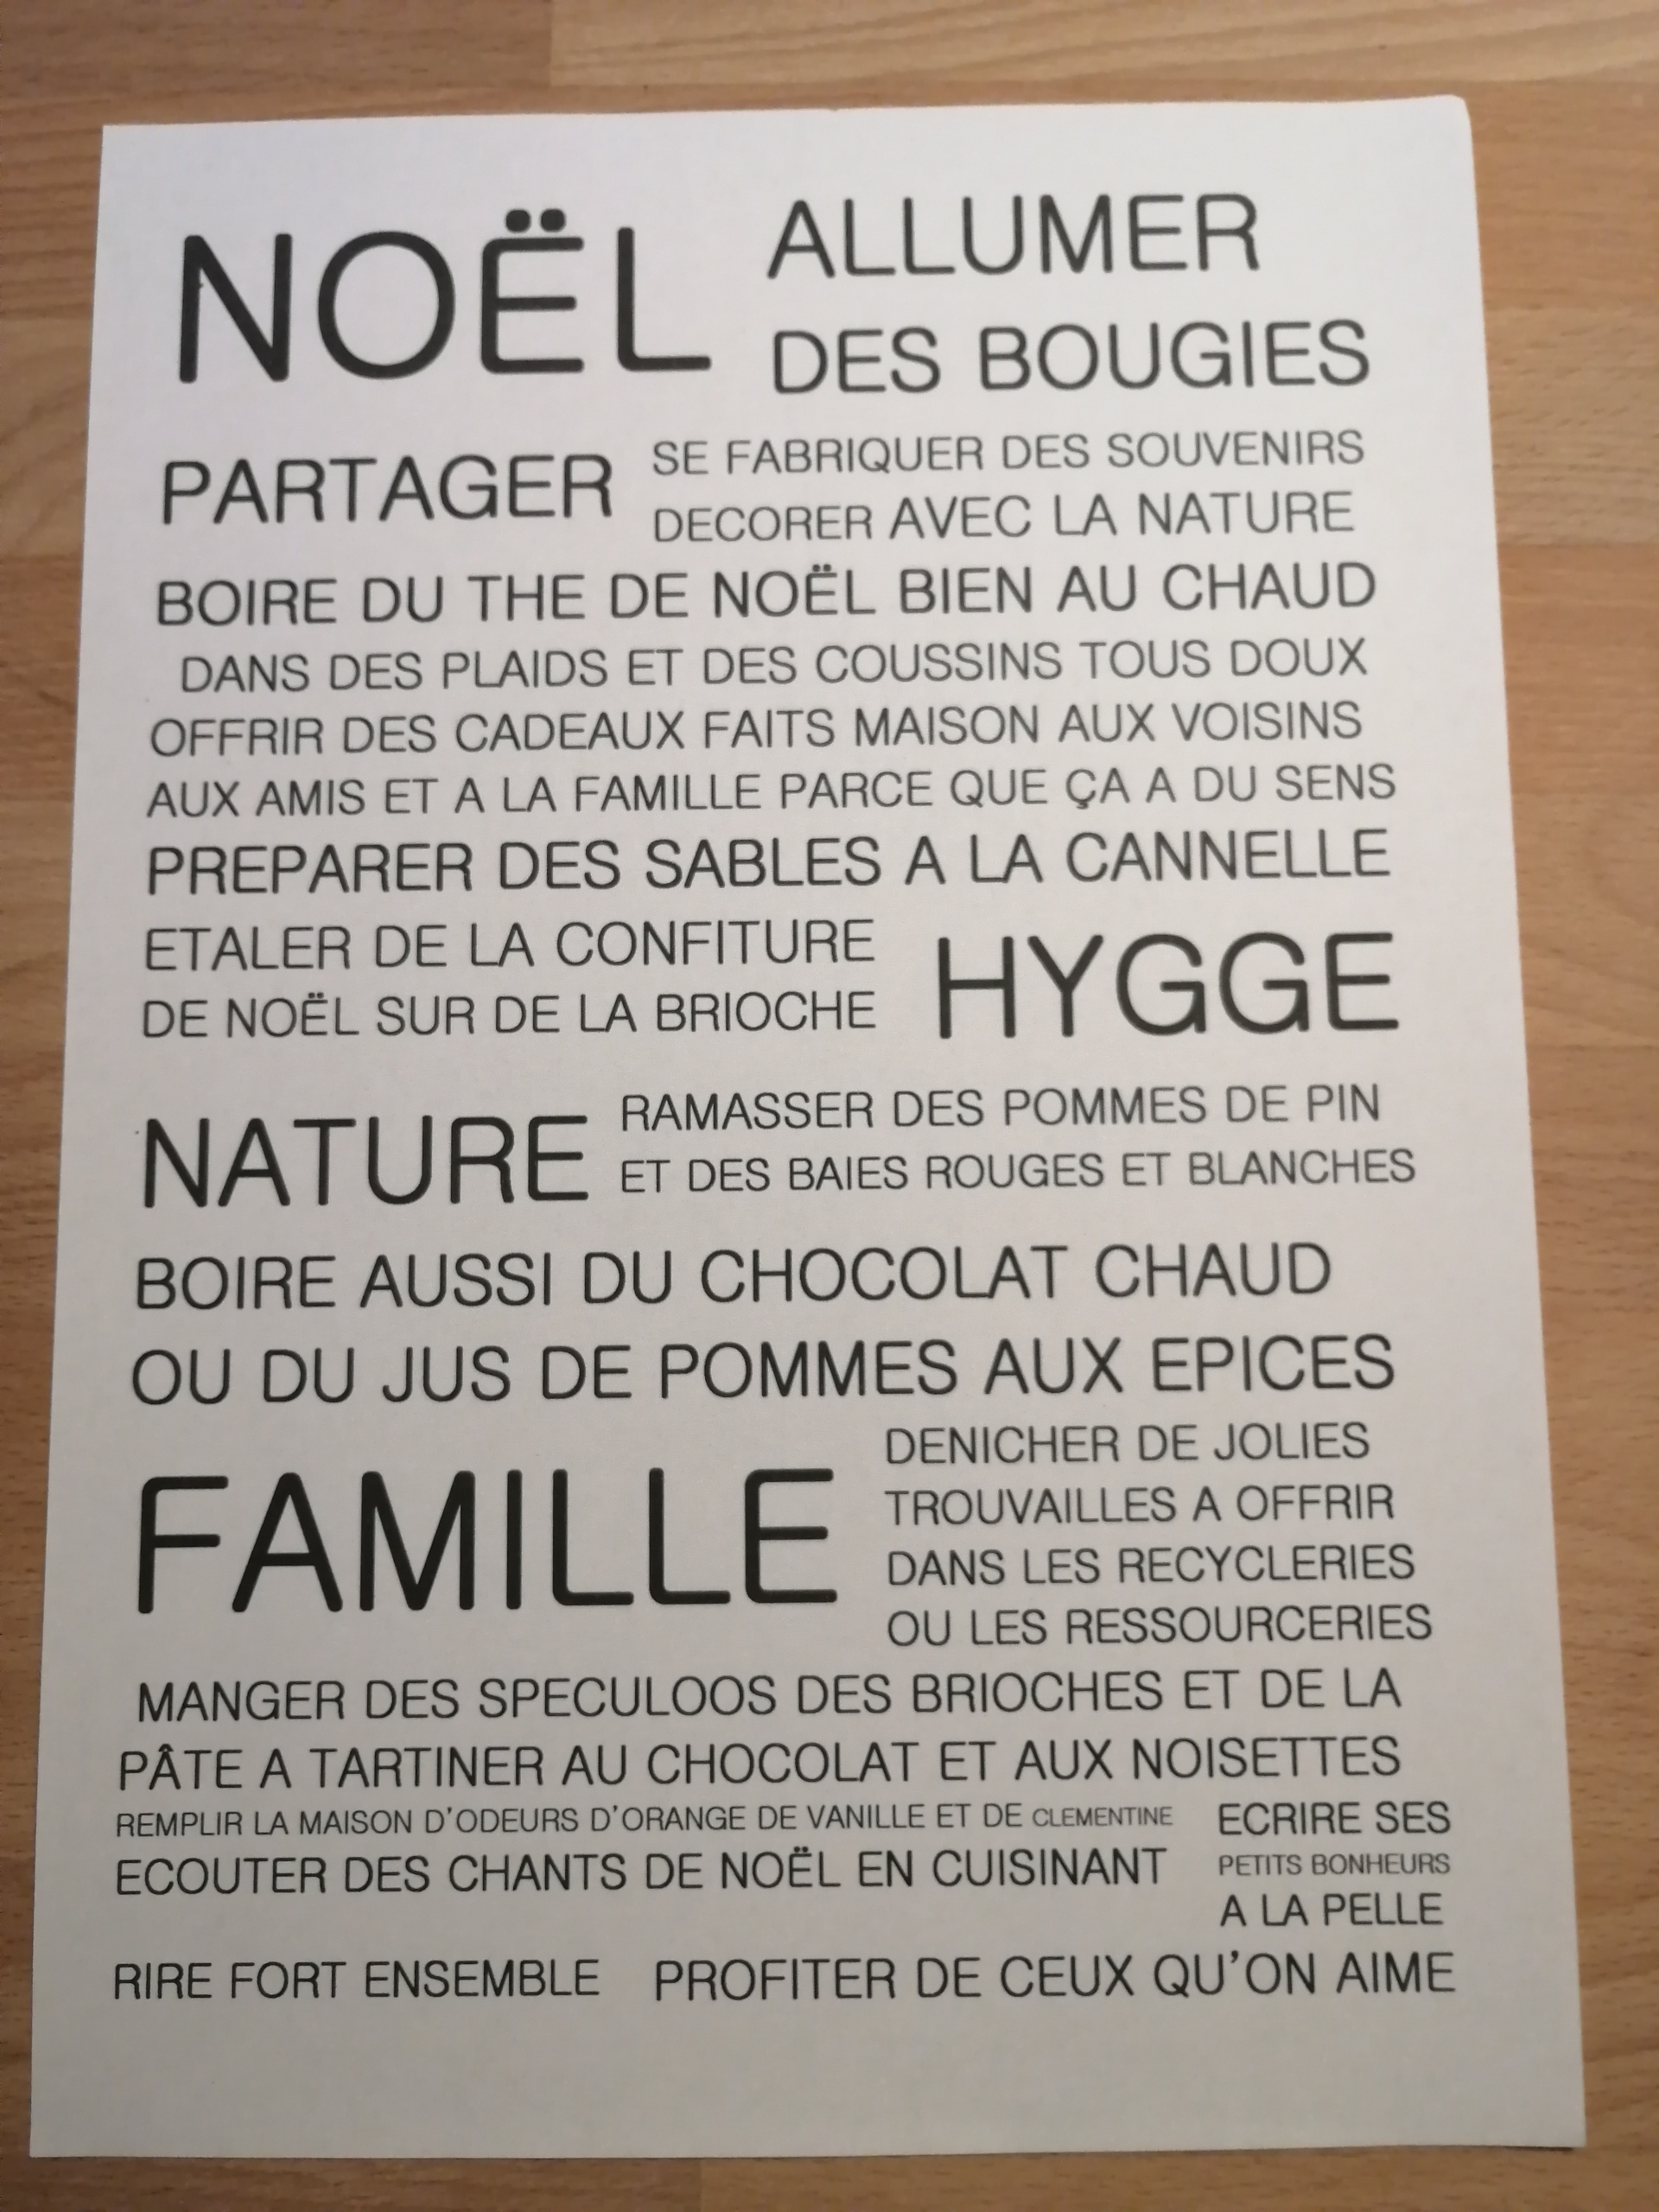 NOËL
ALLUMER
DES BOUGIES
PARTAGER
SE FABRIQUER DES SOUVENIRS
DECORER AVEC LA NATURE
BOIRE DU THE DE NOËL BIEN AU CHAUD
DANS DES PLAIDS ET DES COUSSINS TOUS DOUX
OFFRIR DES CADEAUX FAITS MAISON AUX VOISINS
AUX AMIS ET A LA FAMILLE PARCE QUE ÇA A DU SENS
PREPARER DES SABLES A LA CANNELLE
ETALER DE LA CONFITURE
DE NOËL SUR DE LA BRIOCHE
HYGGE
NATURE
RAMASSER DES POMMES DE PIN
ET DES BAIES ROUGES ET BLANCHES
BOIRE AUSSI DU CHOCOLAT CHAUD
OU DU JUS DE POMMES AUX EPICES
FAMILLE
DENICHER DE JOLIES
TROUVAILLES A OFFRIR
DANS LES RECYCLERIES
OU LES RESSOURCERIES
MANGER DES SPECULOOS DES BRIOCHES ET DE LA
PÂTE A TARTINER AU CHOCOLAT ET AUX NOISETTES
REMPLIR LA MAISON D'ODEURS D'ORANGE DE VANILLE ET DE CLEMENTINE
ECOUTER DES CHANTS DE NOËL EN CUISINANT
ECRIRE SES
PETITS BONHEURS
A LA PELLE
RIRE FORT ENSEMBLE
PROFITER DE CEUX QU'ON AIME